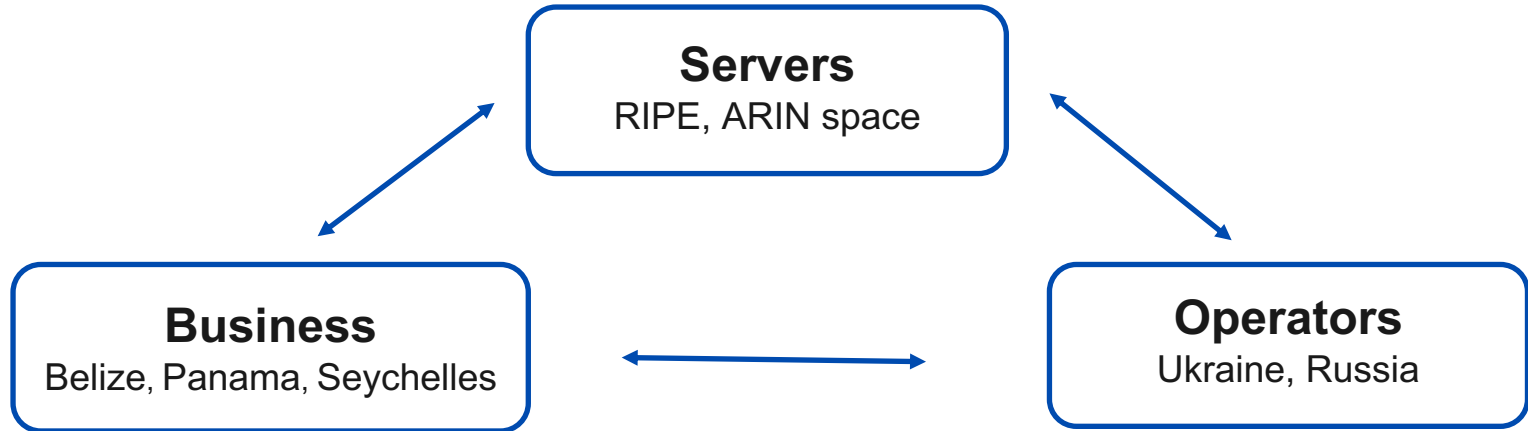 Servers
RIPE, ARIN space
Business
Belize, Panama, Seychelles
Operators
Ukraine, Russia